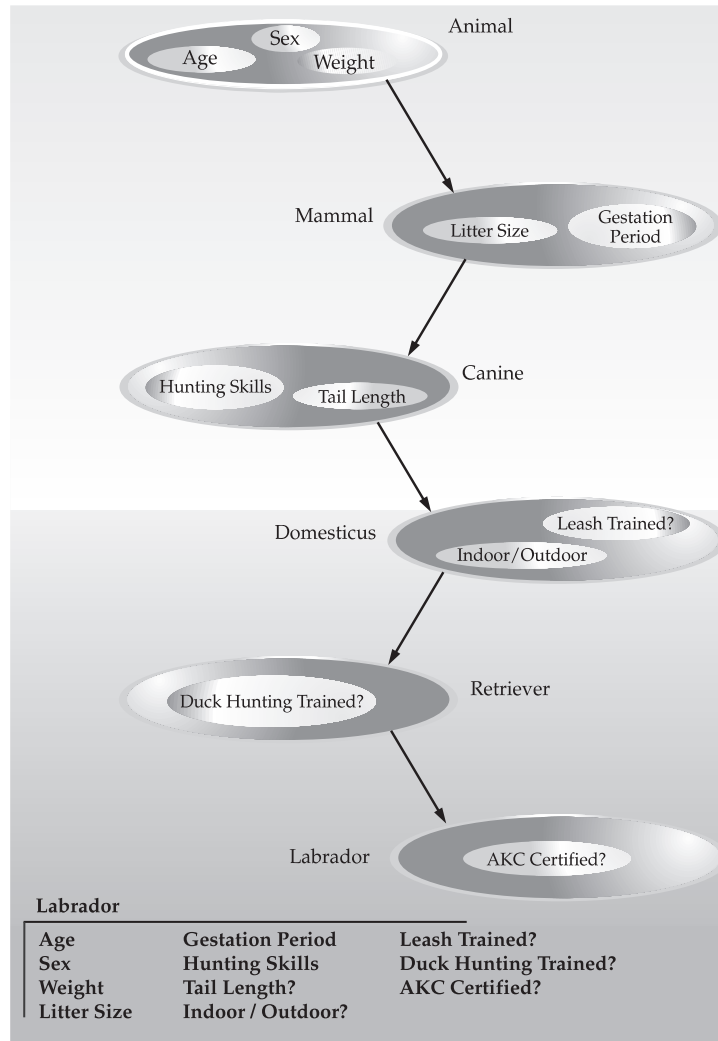 Animal
Sex
Age
Weight
Mammal
Litter Size
Gestation
Period
Canine
Hunting Skills
Tail Length
Domesticus
Leash Trained?
Indoor/Outdoor
Retriever
Duck Hunting Trained?
Labrador
AKC Certified?
Labrador
Age Gestation Period Leash Trained?
Sex Hunting Skills Duck Hunting Trained?
Weight Tail Length? AKC Certified?
Litter Size Indoor / Outdoor?